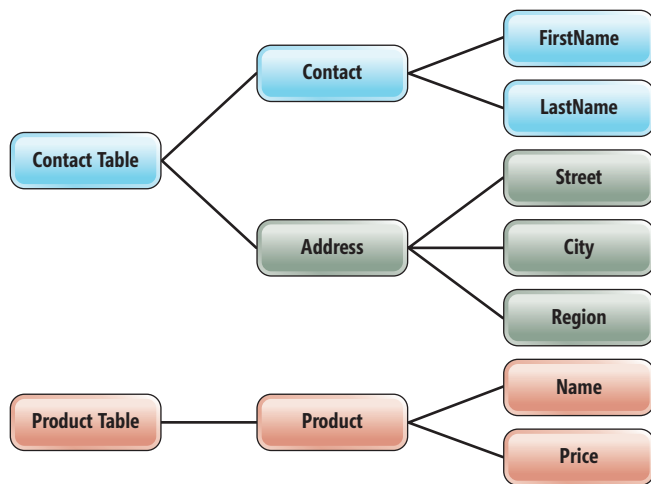 Contact Table
Contact
FirstName
LastName
Address
Street
City
Region
Product Table
Product
Name
Price